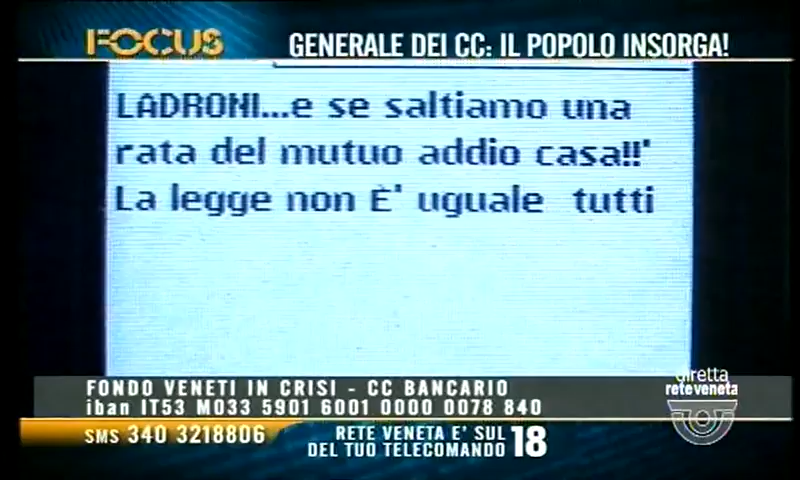 FOCUS
GENERALE DEI CC: IL POPOLO INSORGA!
LADRONI...e se saltiamo una
rata del mutuo addio casa!!'
La legge non È' uguale tutti
diretta
reteveneta
FONDO VENETI IN CRISI - CC BANCARIO
iban IT53 M033 5901 6001 0000 0078 840
SMS 340 3218806
RETE VENETA E' SUL
DEL TUO TELECOMANDO 18